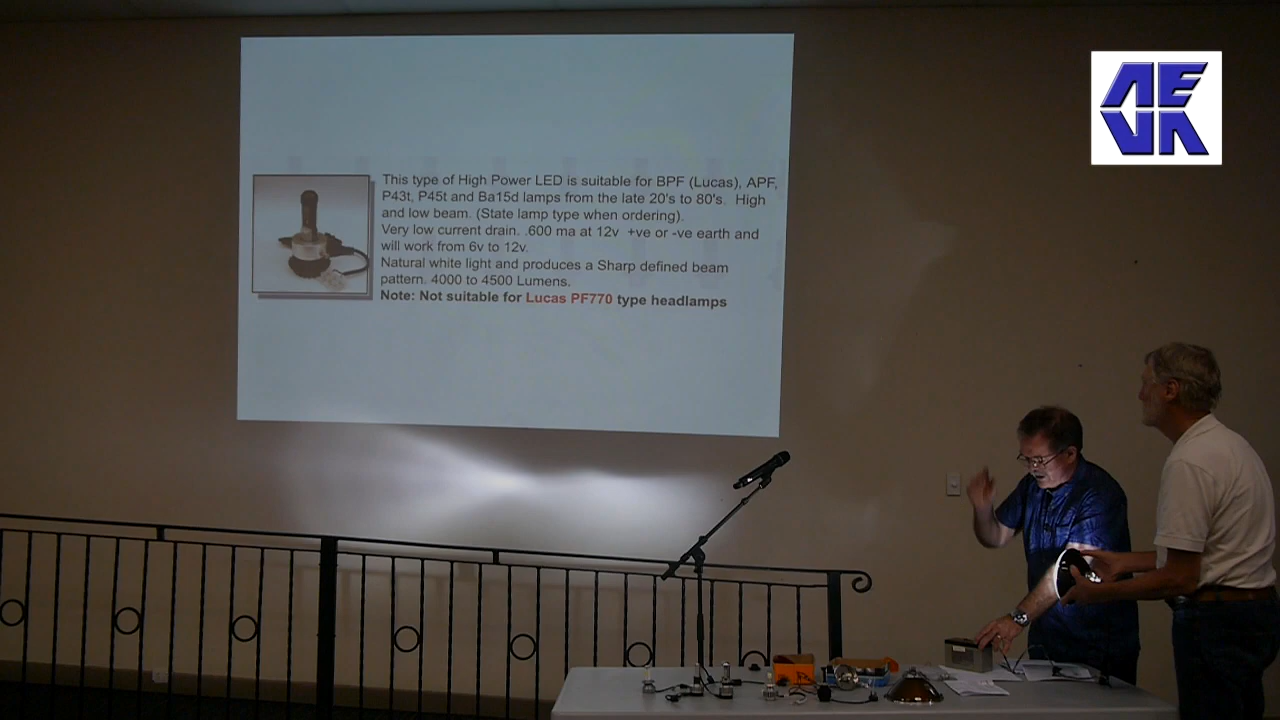 This type of High Power LED is suitable for BPF (Lucas), APF,
P43t, P45t and Ba15d lamps from the late 20's to 80's. High
and low beam. (State lamp type when ordering).
Very low current drain. .600 ma at 12v +ve or -ve earth and
will work from 6v to 12v.
Natural white light and produces a Sharp defined beam
pattern. 4000 to 4500 Lumens.
Note: Not suitable for Lucas PF770 type headlamps